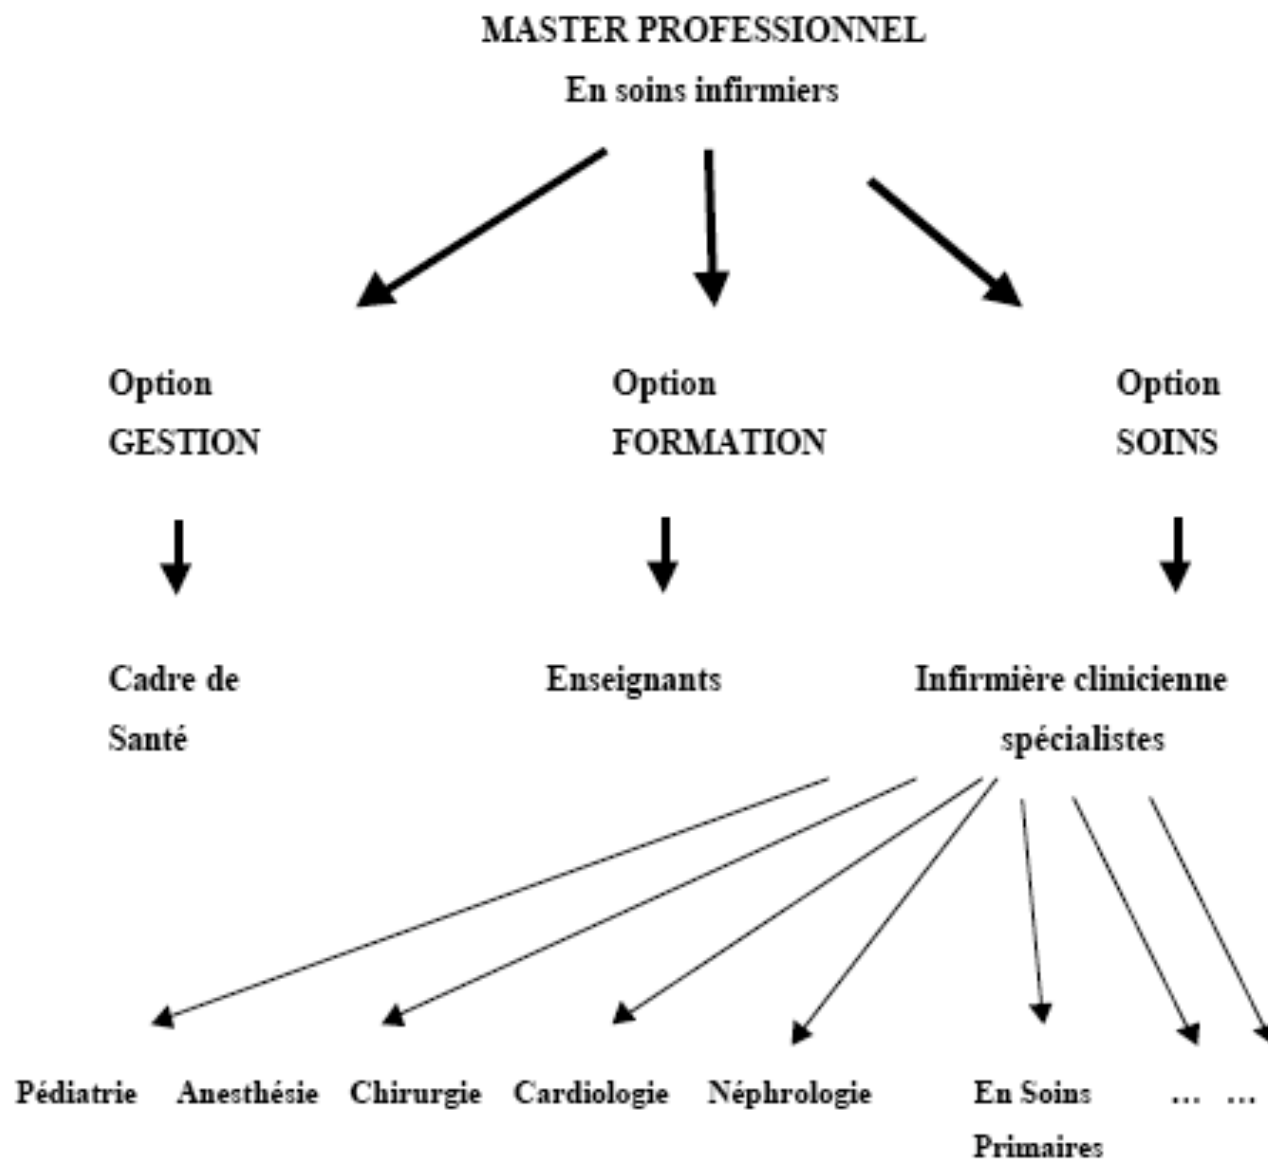 MASTER PROFESSIONNEL
En soins infirmiers
Option
GESTION
Option
FORMATION
Option
SOINS
Cadre de
Santé
Enseignants
Infirmière clinicienne
spécialistes
Pédiatrie
Anesthésie
Chirurgie
Cardiologie
Néphrologie
En Soins
Primaires
...
...